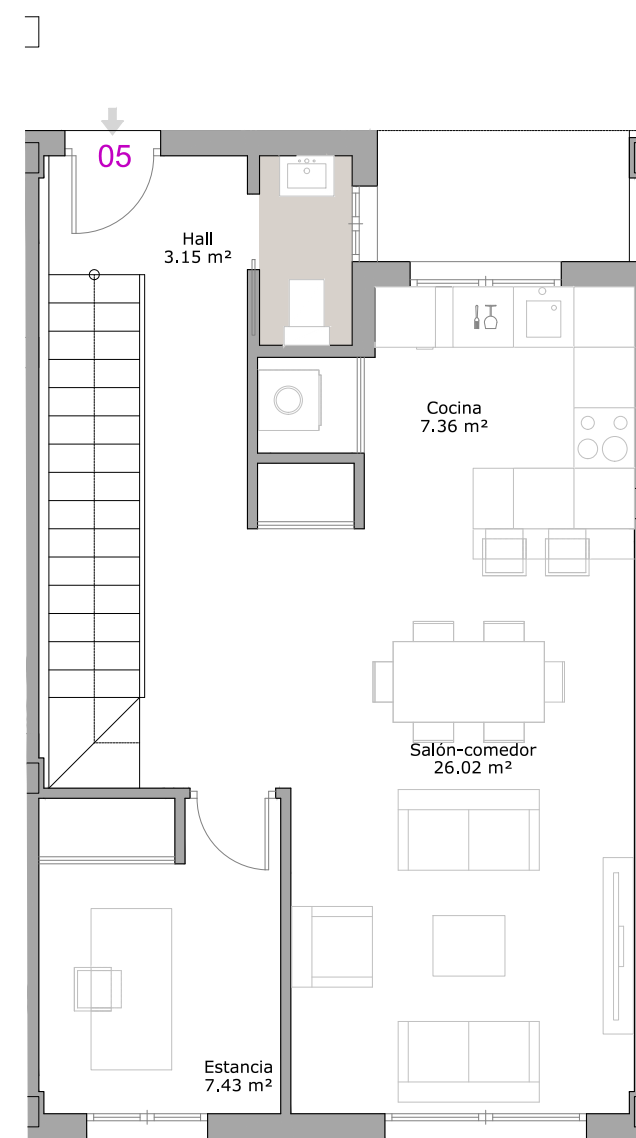 05
Hall
3.15 m²
Cocina
7.36 m²
Salón-comedor
26.02 m²
Estancia
7.43 m²